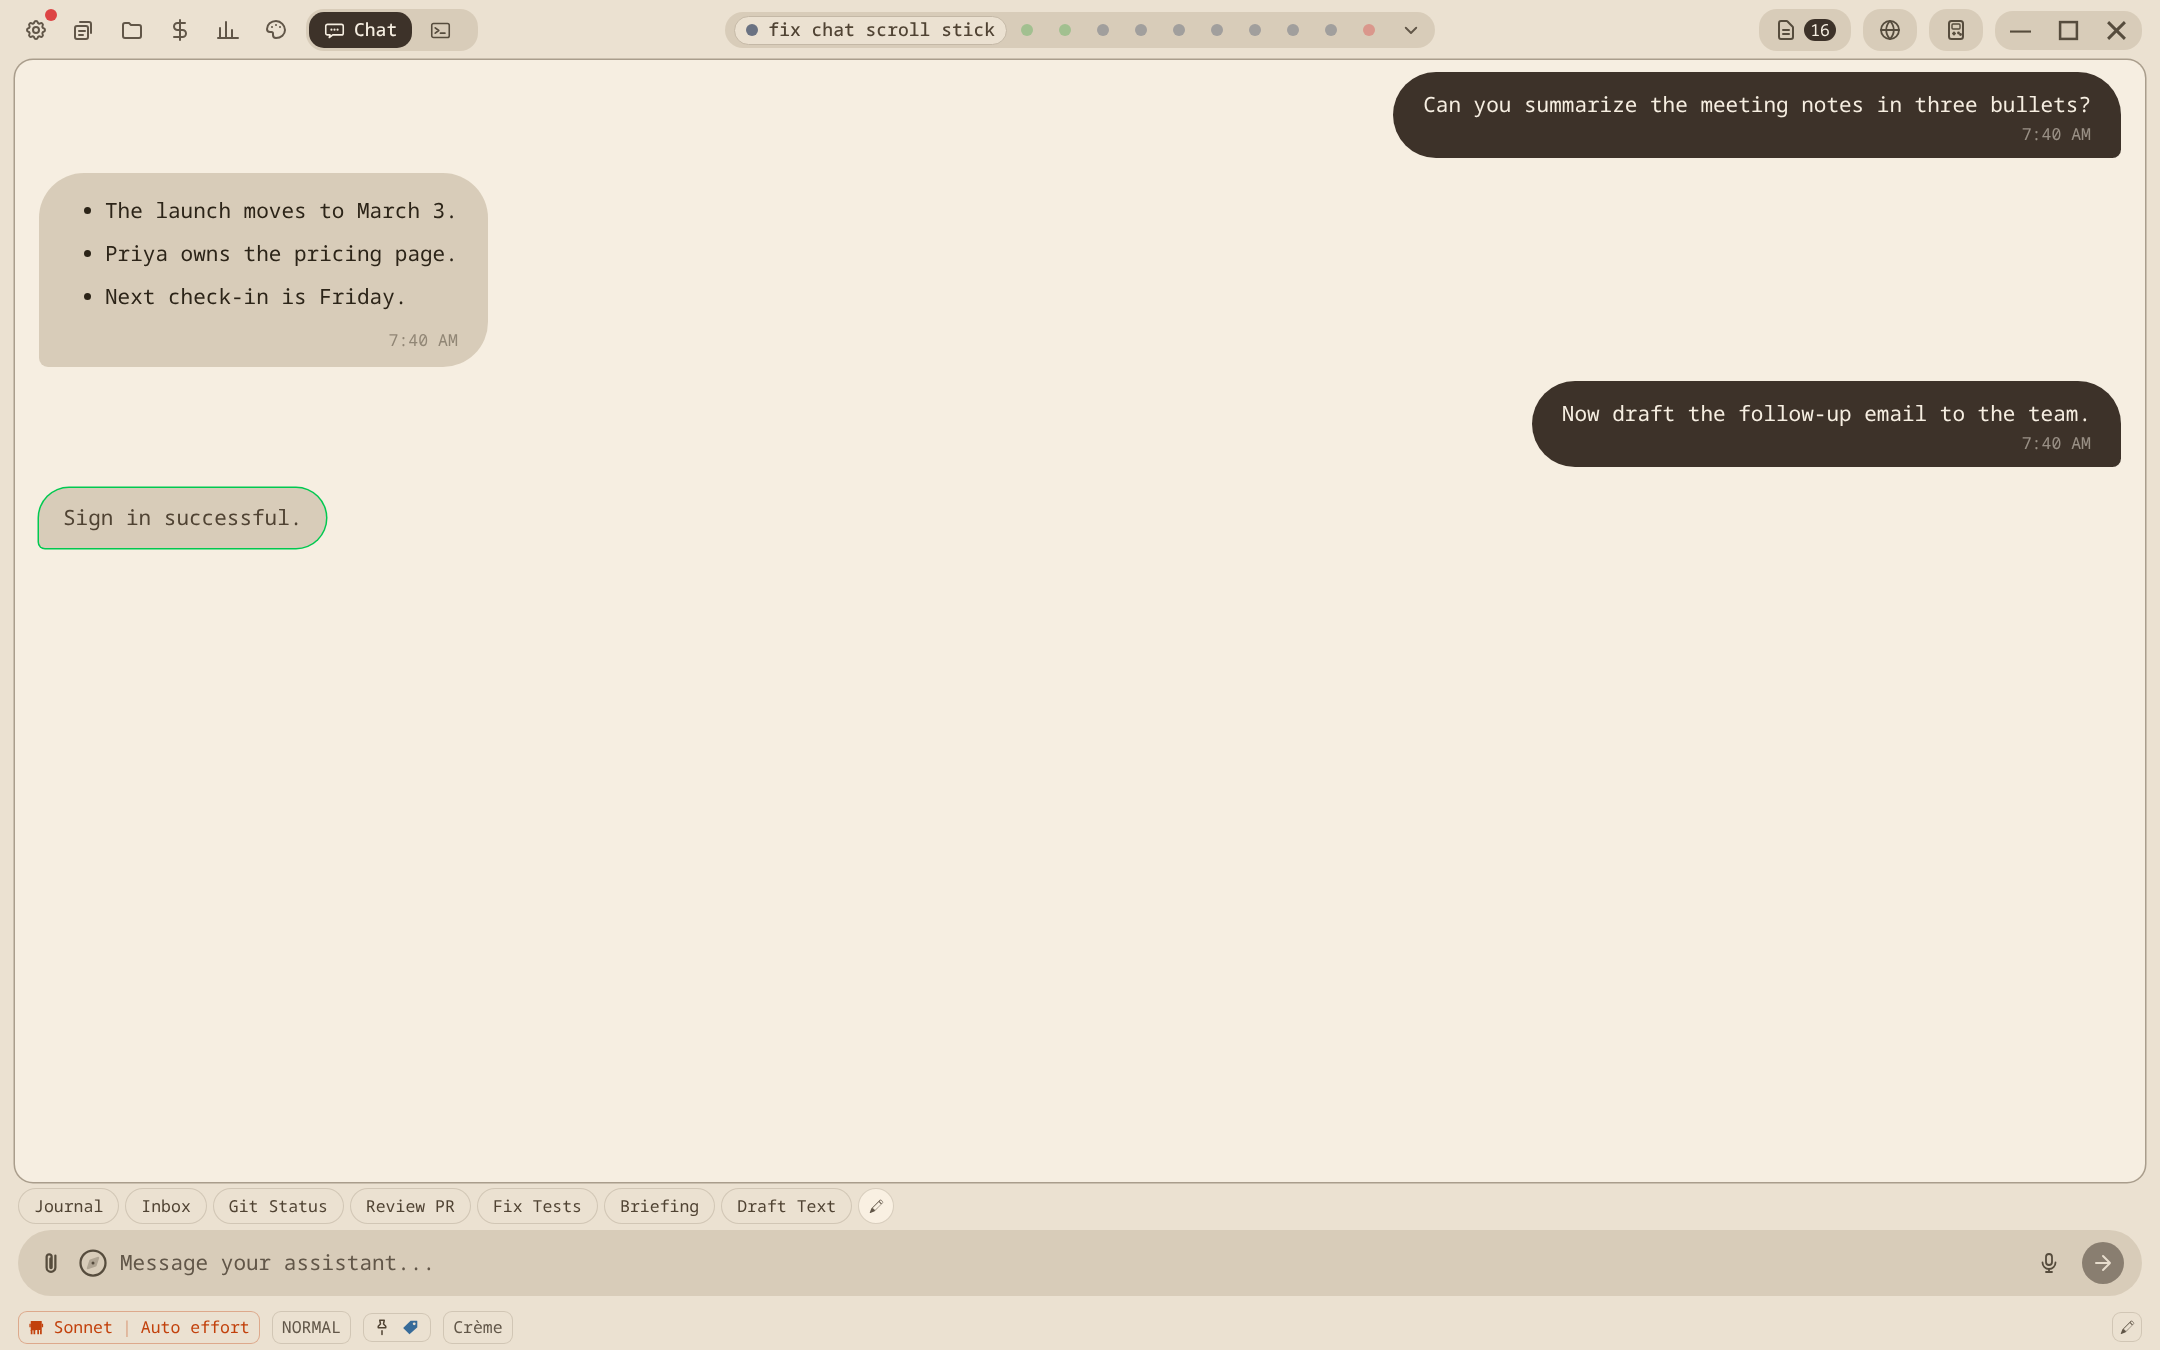 Chat
fix chat scroll stick
16
Can you summarize the meeting notes in three bullets?
7:40 AM
• The launch moves to March 3.
• Priya owns the pricing page.
• Next check-in is Friday.
7:40 AM
Now draft the follow-up email to the team.
7:40 AM
Sign in successful.
Journal
Inbox
Git Status
Review PR
Fix Tests
Briefing
Draft Text
Message your assistant...
Sonnet | Auto effort
NORMAL
Crème